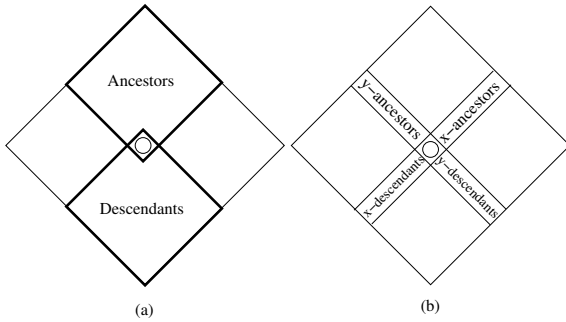 Ancestors
Descendants
(a)
y−ancestors
x−ancestors
x−descendants
y−descendants
(b)